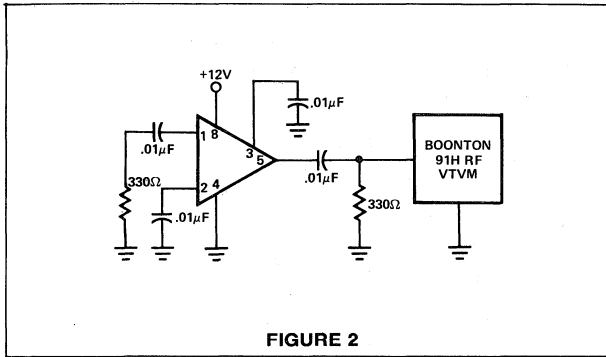 +12V
.01µF
.01µF
1
8
3
5
2
4
330Ω
.01µF
.01µF
330Ω
BOONTON
91H RF
VTVM
FIGURE 2